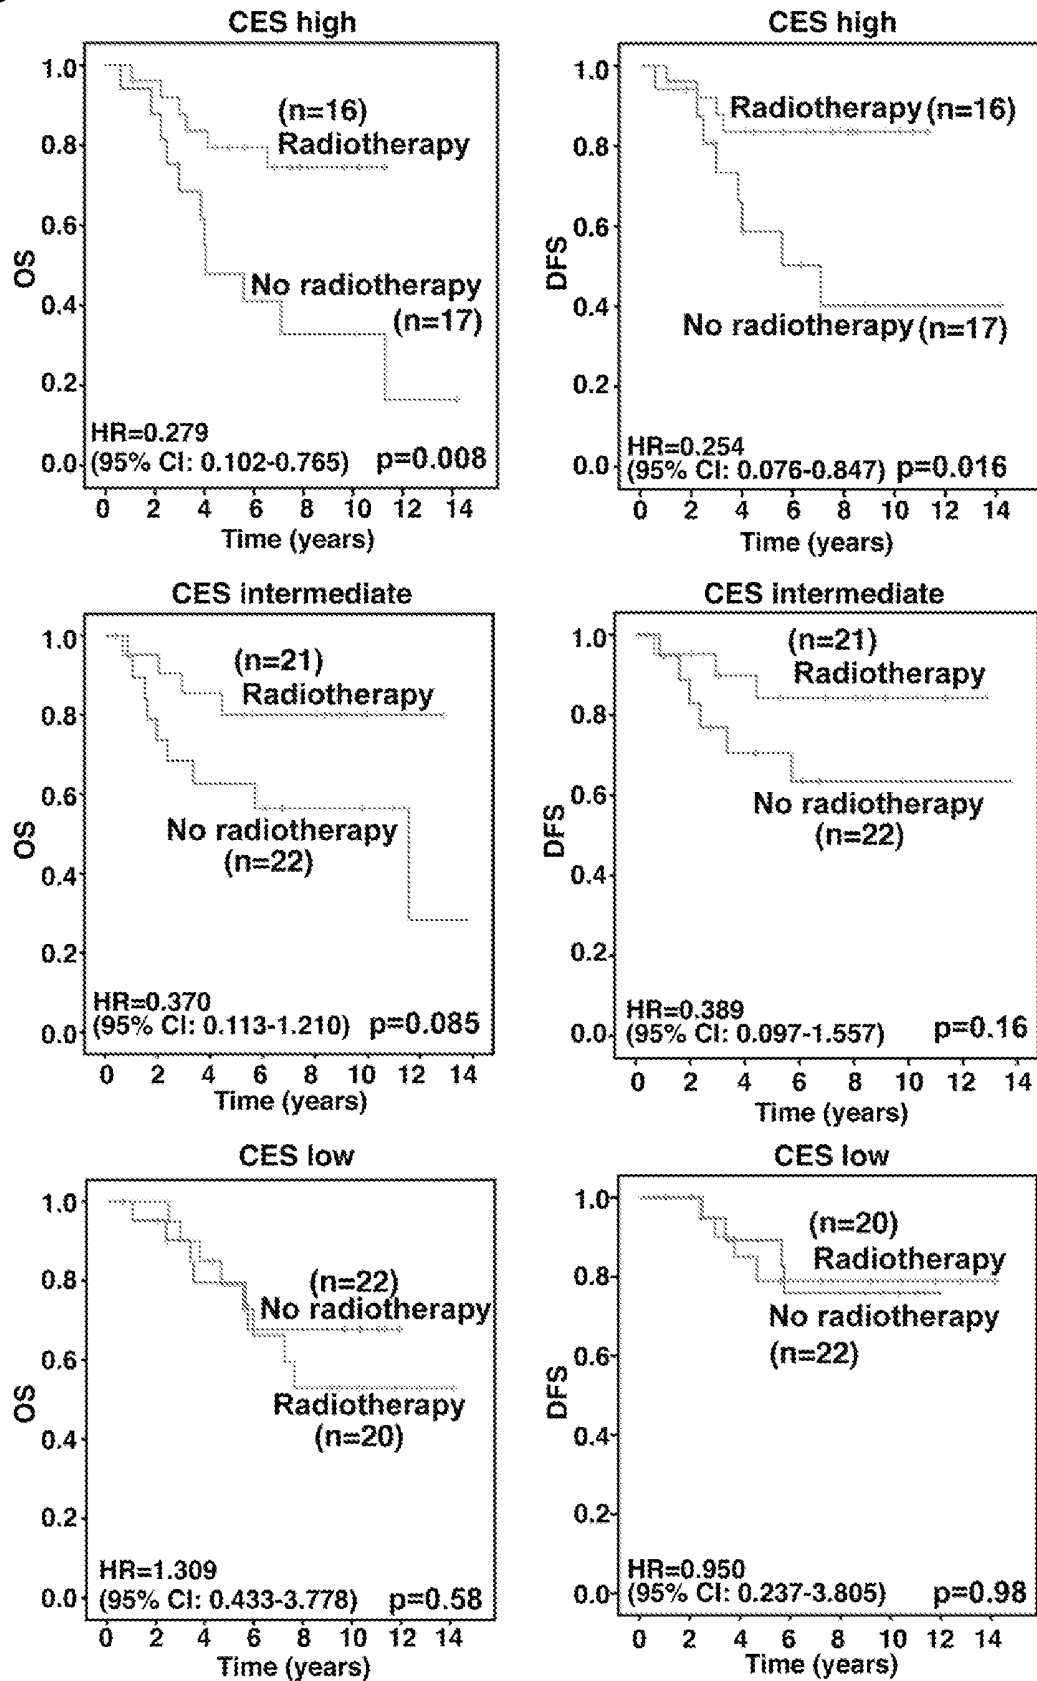 CES high
1.0
0.8
0.6
0.4
0.2
0.0
OS
(n=16)
Radiotherapy
No radiotherapy
(n=17)
HR=0.279
(95% CI: 0.102-0.765) p=0.008
0 2 4 6 8 10 12 14
Time (years)
CES high
1.0
0.8
0.6
0.4
0.2
0.0
DFS
Radiotherapy (n=16)
No radiotherapy (n=17)
HR=0.254
(95% CI: 0.076-0.847) p=0.016
0 2 4 6 8 10 12 14
Time (years)
CES intermediate
1.0
0.8
0.6
0.4
0.2
0.0
OS
(n=21)
Radiotherapy
No radiotherapy
(n=22)
HR=0.370
(95% CI: 0.113-1.210) p=0.085
0 2 4 6 8 10 12 14
Time (years)
CES intermediate
1.0
0.8
0.6
0.4
0.2
0.0
DFS
(n=21)
Radiotherapy
No radiotherapy
(n=22)
HR=0.389
(95% CI: 0.097-1.557) p=0.16
0 2 4 6 8 10 12 14
Time (years)
CES low
1.0
0.8
0.6
0.4
0.2
0.0
OS
(n=22)
No radiotherapy
Radiotherapy
(n=20)
HR=1.309
(95% CI: 0.433-3.778) p=0.58
0 2 4 6 8 10 12 14
Time (years)
CES low
1.0
0.8
0.6
0.4
0.2
0.0
DFS
(n=20)
Radiotherapy
No radiotherapy
(n=22)
HR=0.950
(95% CI: 0.237-3.805) p=0.98
0 2 4 6 8 10 12 14
Time (years)